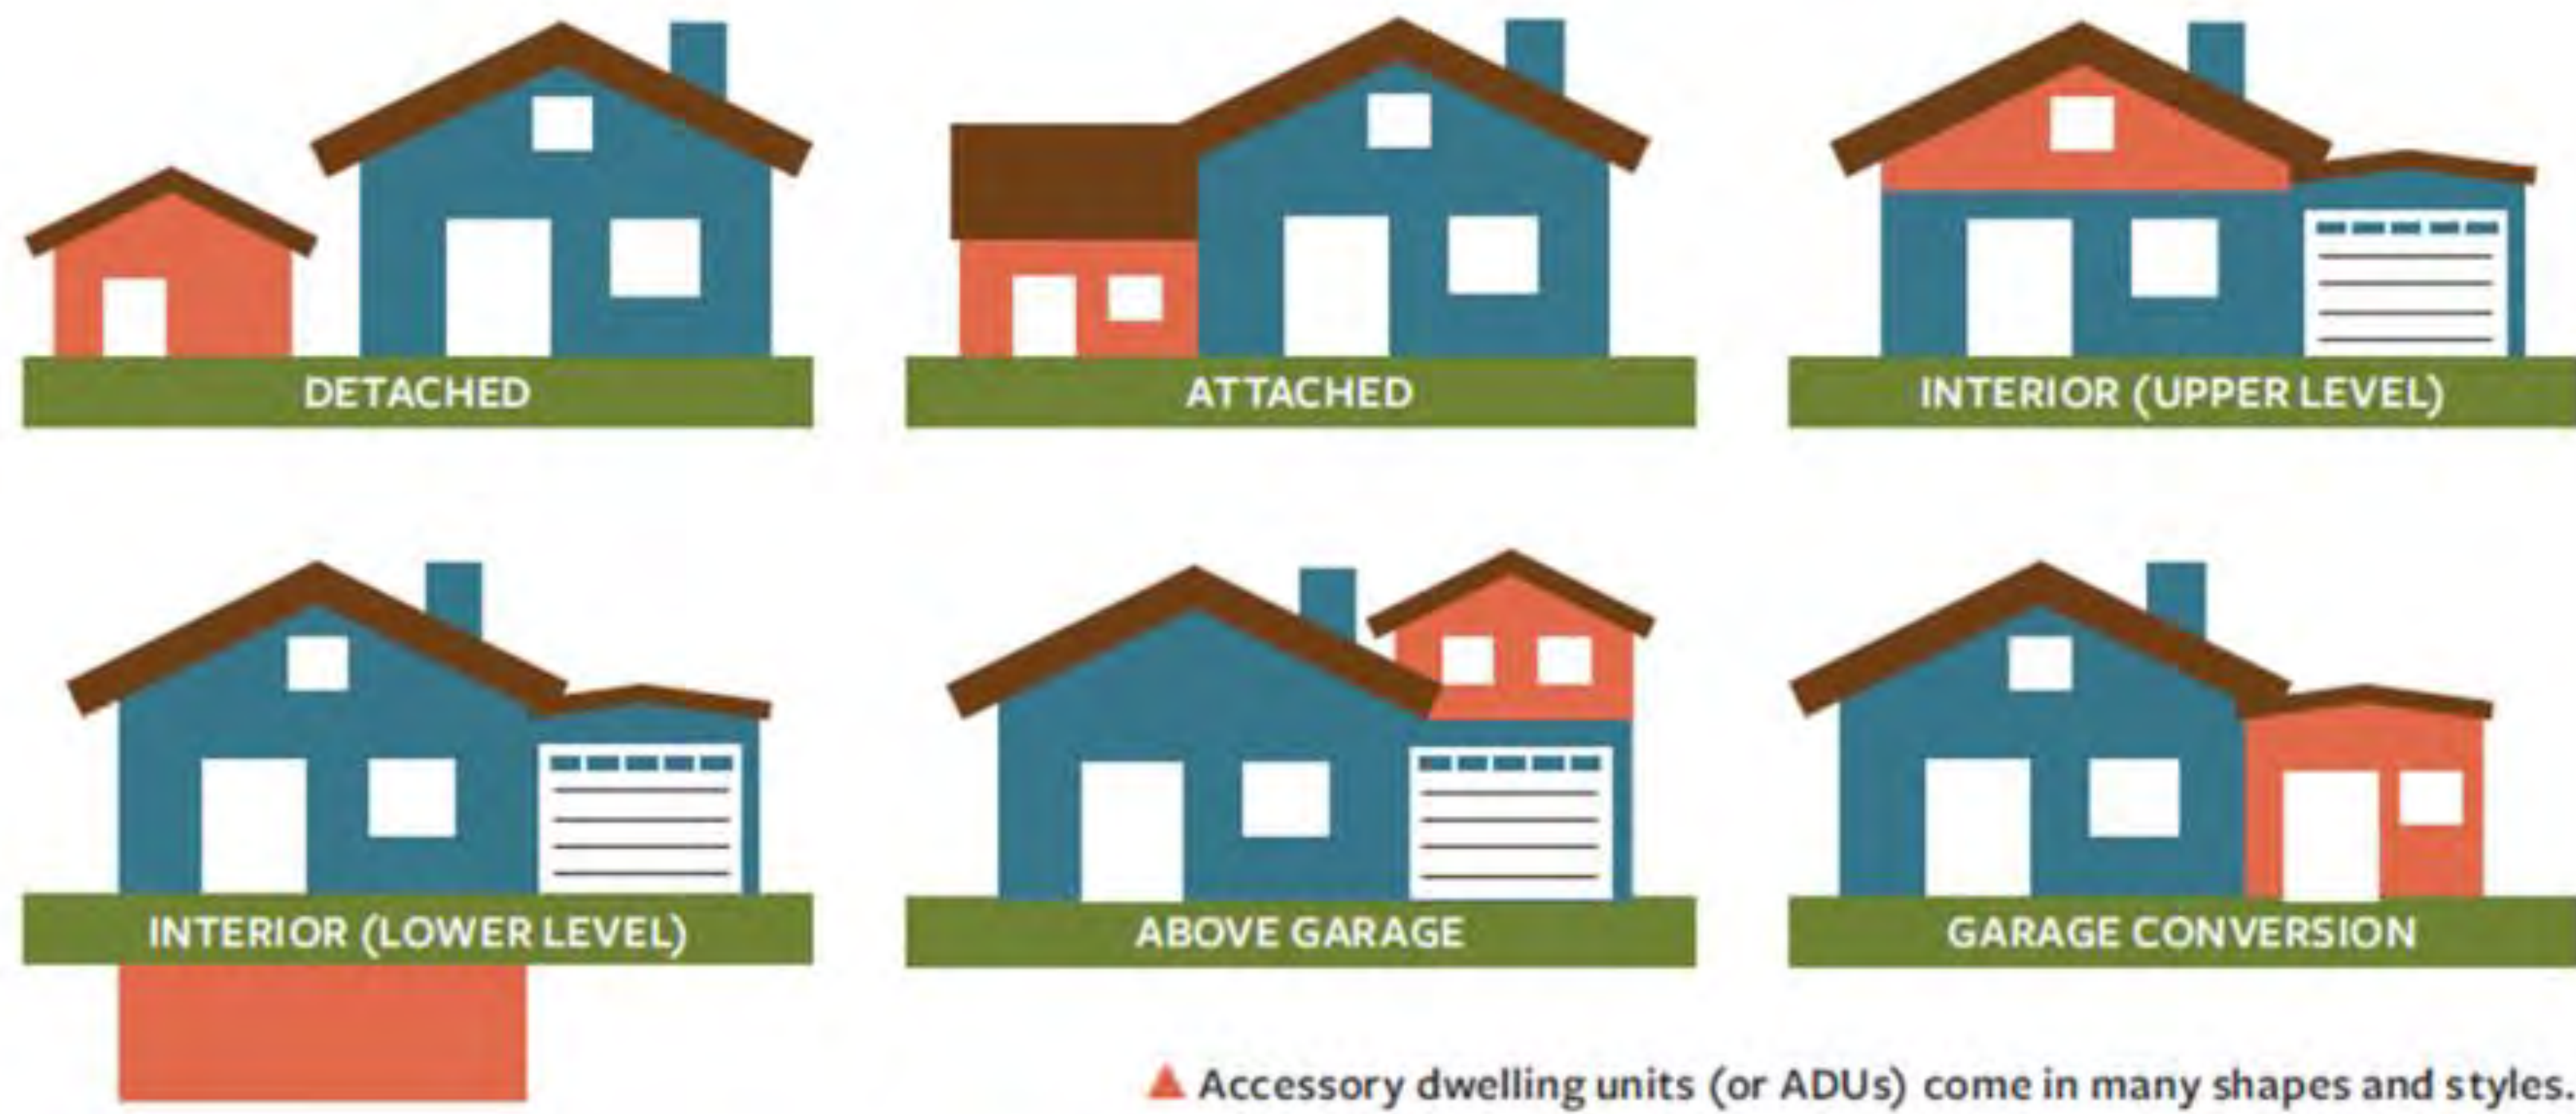 DETACHED
ATTACHED
INTERIOR (UPPER LEVEL)
INTERIOR (LOWER LEVEL)
ABOVE GARAGE
GARAGE CONVERSION
Accessory dwelling units (or ADUs) come in many shapes and styles.